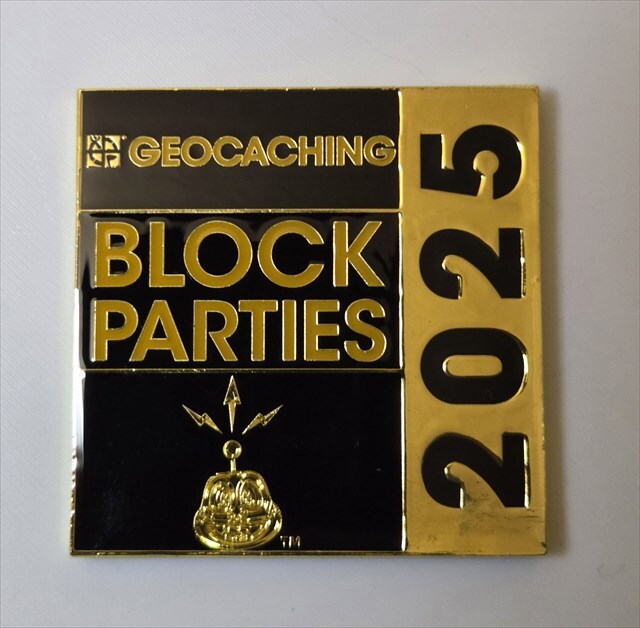 GEOCACHING
BLOCK
PARTIES
TM
2025